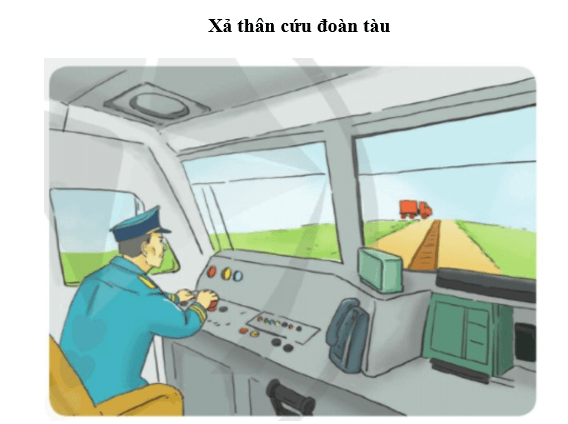 Xả thân cứu đoàn tàu